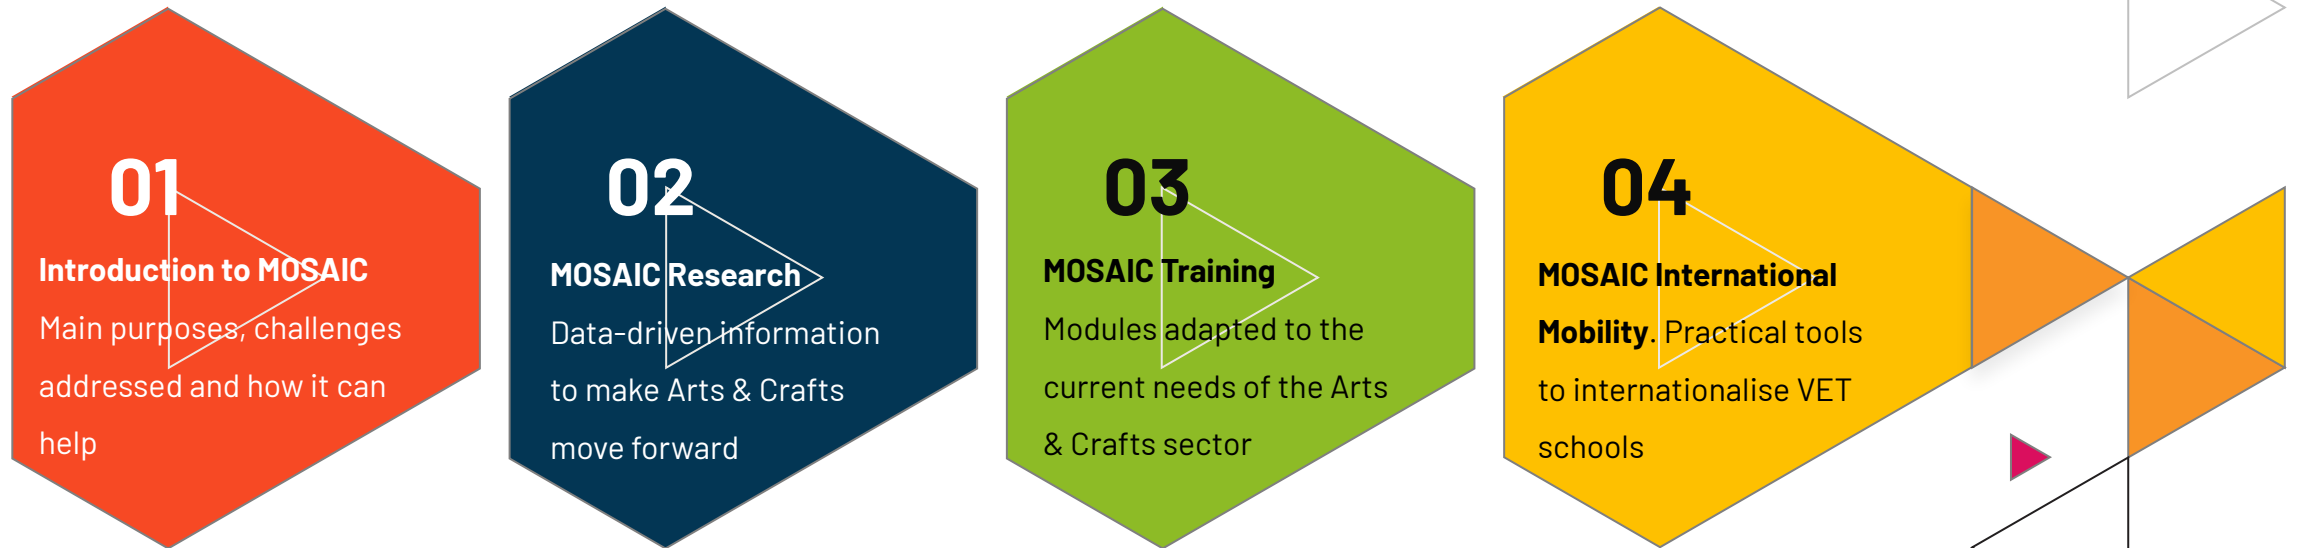 01
Introduction to MOSAIC
Main purposes, challenges
addressed and how it can
help
02
MOSAIC Research
Data-driven information
to make Arts & Crafts
move forward
03
MOSAIC Training
Modules adapted to the
current needs of the Arts
& Crafts sector
04
MOSAIC International
Mobility. Practical tools
to internationalise VET
schools